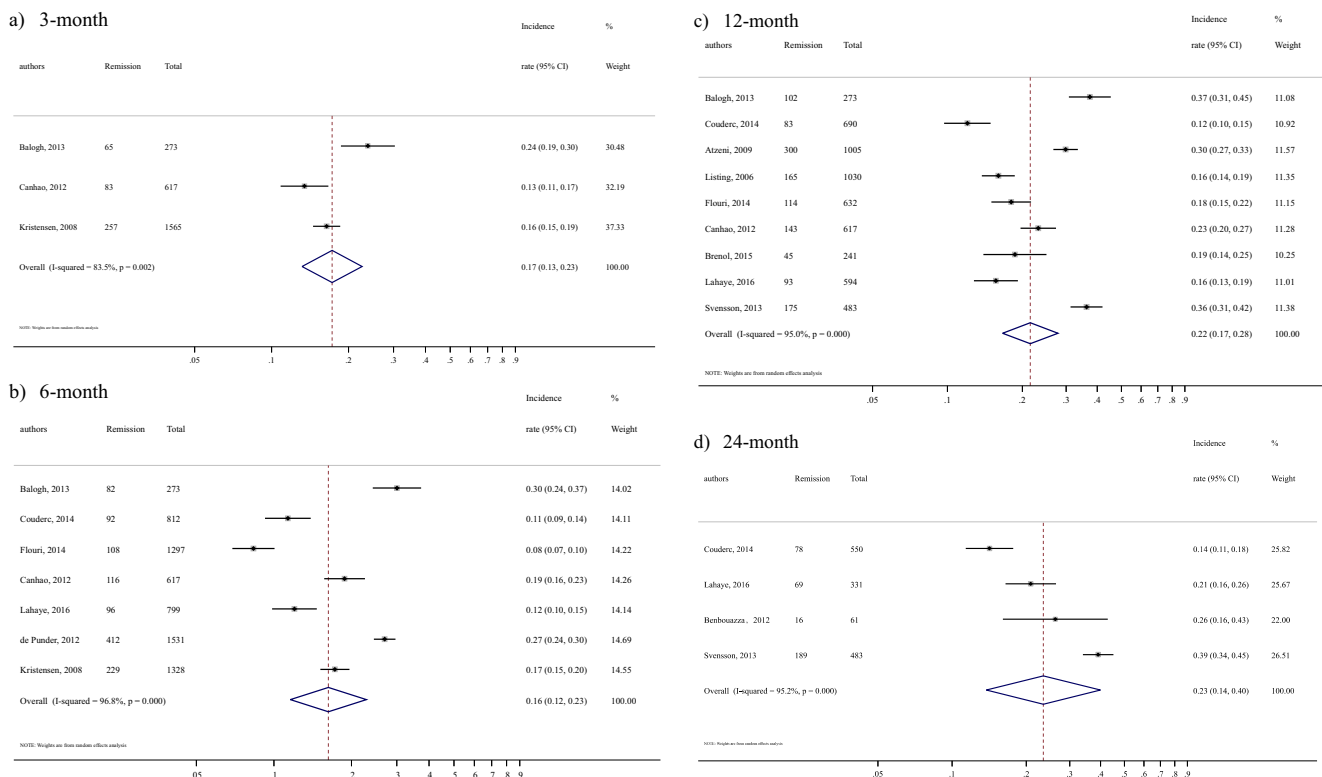 a) 3-month
Incidence %
authors Remission Total rate (95% CI) Weight
Balogh, 2013 65 273 0.24 (0.19, 0.30) 30.48
Canhao, 2012 83 617 0.13 (0.11, 0.17) 32.19
Kristensen, 2008 257 1565 0.16 (0.15, 0.19) 37.33
Overall (I-squared = 83.5%, p = 0.002) 0.17 (0.13, 0.23) 100.00
NOTE: Weights are from random effects analysis
.05 .1 .2 .3 .4 .5 .6 .7 .8 .9
b) 6-month
Incidence %
authors Remission Total rate (95% CI) Weight
Balogh, 2013 82 273 0.30 (0.24, 0.37) 14.02
Couderc, 2014 92 812 0.11 (0.09, 0.14) 14.11
Flouri, 2014 108 1297 0.08 (0.07, 0.10) 14.22
Canhao, 2012 116 617 0.19 (0.16, 0.23) 14.26
Lahaye, 2016 96 799 0.12 (0.10, 0.15) 14.14
de Punder, 2012 412 1531 0.27 (0.24, 0.30) 14.69
Kristensen, 2008 229 1328 0.17 (0.15, 0.20) 14.55
Overall (I-squared = 96.8%, p = 0.000) 0.16 (0.12, 0.23) 100.00
NOTE: Weights are from random effects analysis
.05 .1 .2 .3 .4 .5 .6 .7 .8 .9
c) 12-month
Incidence %
authors Remission Total rate (95% CI) Weight
Balogh, 2013 102 273 0.37 (0.31, 0.45) 11.08
Couderc, 2014 83 690 0.12 (0.10, 0.15) 10.92
Atzeni, 2009 300 1005 0.30 (0.27, 0.33) 11.57
Listing, 2006 165 1030 0.16 (0.14, 0.19) 11.35
Flouri, 2014 114 632 0.18 (0.15, 0.22) 11.15
Canhao, 2012 143 617 0.23 (0.20, 0.27) 11.28
Brenol, 2015 45 241 0.19 (0.14, 0.25) 10.25
Lahaye, 2016 93 594 0.16 (0.13, 0.19) 11.01
Svensson, 2013 175 483 0.36 (0.31, 0.42) 11.38
Overall (I-squared = 95.0%, p = 0.000) 0.22 (0.17, 0.28) 100.00
NOTE: Weights are from random effects analysis
.05 .1 .2 .3 .4 .5 .6 .7 .8 .9
d) 24-month
Incidence %
authors Remission Total rate (95% CI) Weight
Couderc, 2014 78 550 0.14 (0.11, 0.18) 25.82
Lahaye, 2016 69 331 0.21 (0.16, 0.26) 25.67
Benbouazza, 2012 16 61 0.26 (0.16, 0.43) 22.00
Svensson, 2013 189 483 0.39 (0.34, 0.45) 26.51
Overall (I-squared = 95.2%, p = 0.000) 0.23 (0.14, 0.40) 100.00
NOTE: Weights are from random effects analysis
.05 .1 .2 .3 .4 .5 .6 .7 .8 .9